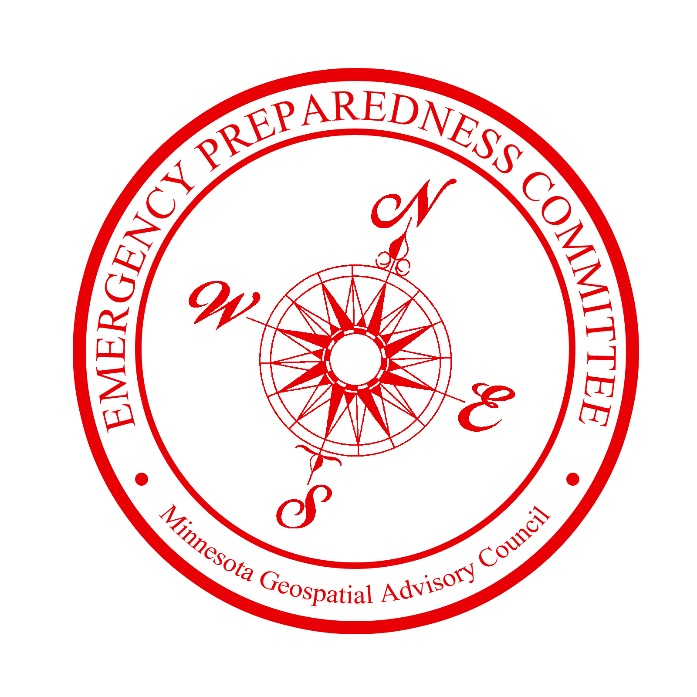 EMERGENCY PREPAREDNESS COMMITTEE
N
W
E
S
Minnesota Geospatial Advisory Council